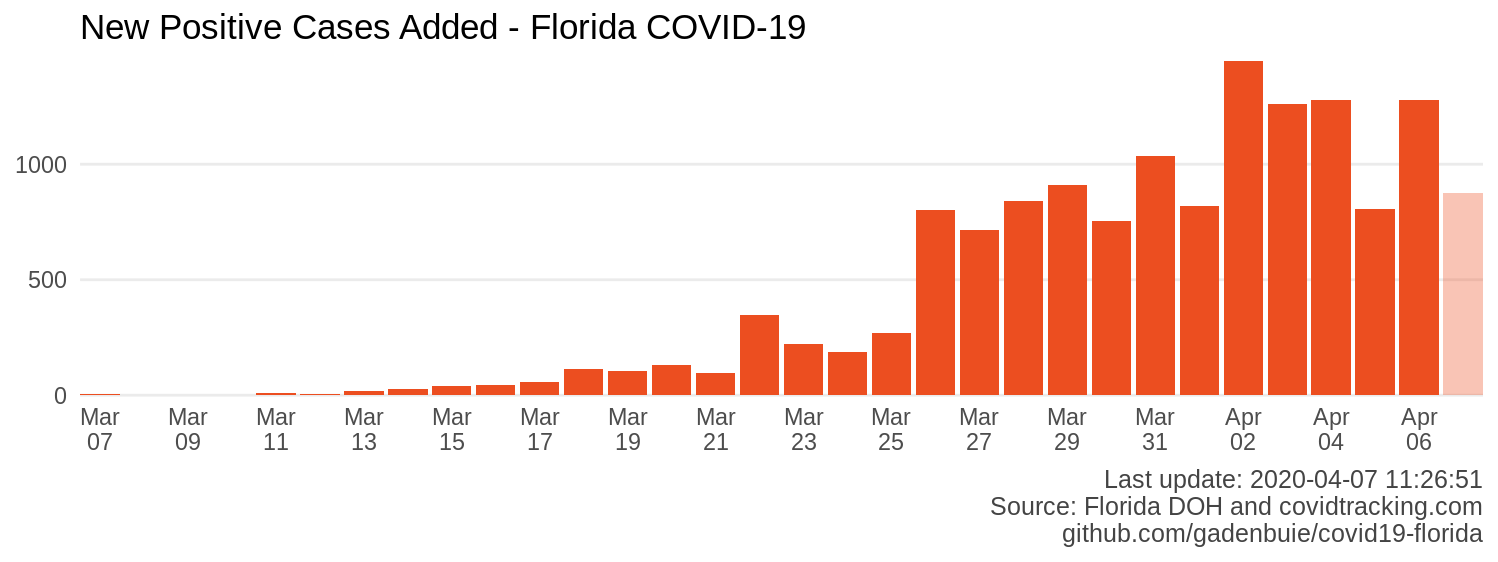 New Positive Cases Added - Florida COVID-19
1000
500
0
Mar Mar Mar Mar Mar Mar Mar Mar Mar Mar Mar Mar Mar Apr Apr Apr
07 09 11 13 15 17 19 21 23 25 27 29 31 02 04 06
Last update: 2020-04-07 11:26:51
Source: Florida DOH and covidtracking.com
github.com/gadenbuie/covid19-florida